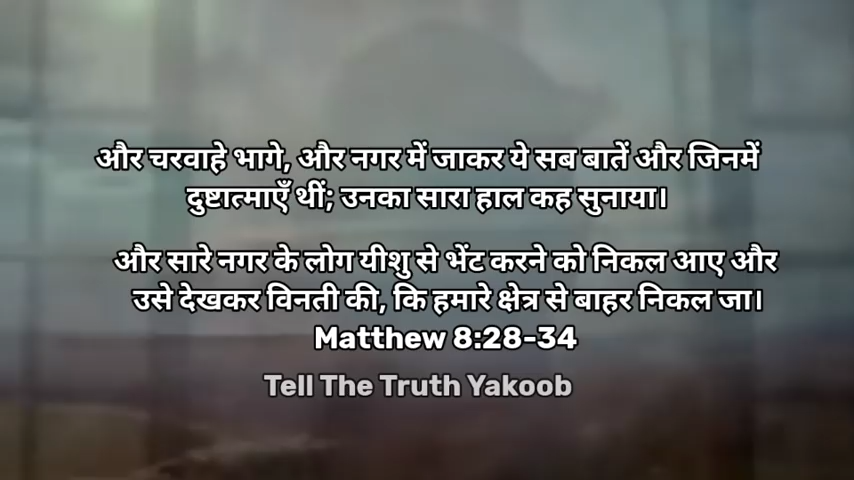 और चरवाहे भागे, और नगर में जाकर ये सब बातें और जिनमें
दुष्टात्माएँ थीं; उनका सारा हाल कह सुनाया।
और सारे नगर के लोग यीशु से भेंट करने को निकल आए और
उसे देखकर विनती की, कि हमारे क्षेत्र से बाहर निकल जा।
Matthew 8:28-34
Tell The Truth Yakoob